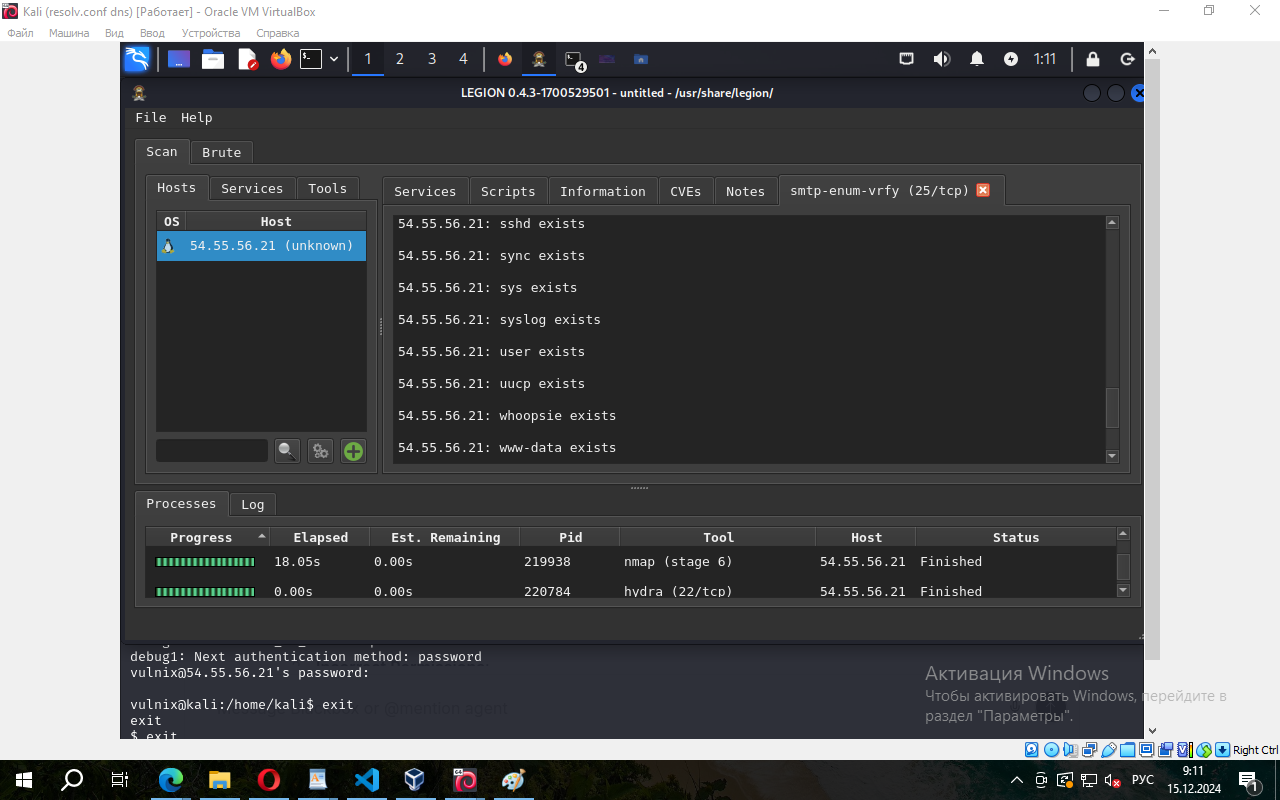 Kali (resolv.conf dns) [Работает] - Oracle VM VirtualBox
Файл Машина Вид Ввод Устройства Справка
1 2 3 4 4 1:11
LEGION 0.4.3-1700529501 - untitled - /usr/share/legion/
File Help
Scan Brute
Hosts Services Tools
Services Scripts Information CVEs Notes smtp-enum-vrfy (25/tcp)
OS Host
54.55.56.21 (unknown)
54.55.56.21: sshd exists
54.55.56.21: sync exists
54.55.56.21: sys exists
54.55.56.21: syslog exists
54.55.56.21: user exists
54.55.56.21: uucp exists
54.55.56.21: whoopsie exists
54.55.56.21: www-data exists
Processes Log
Progress Elapsed Est. Remaining Pid Tool Host Status
18.05s 0.00s 219938 nmap (stage 6) 54.55.56.21 Finished
0.00s 0.00s 220784 hydra (22/tcp) 54.55.56.21 Finished
debug1: Next authentication method: password
vulnix@54.55.56.21's password:
vulnix@kali:/home/kali$ exit
or @mention agent
exit
$ exit
Активация Windows
Чтобы активировать Windows, перейдите в
раздел "Параметры".
Right Ctrl
РУС
9:11
15.12.2024
1